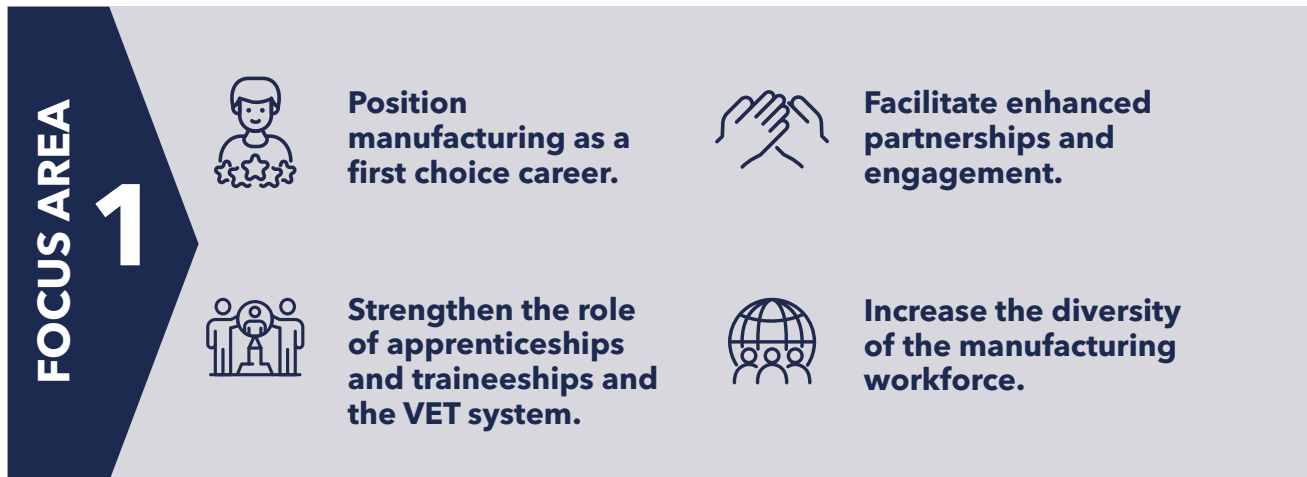 FOCUS AREA
1
Position
manufacturing as a
first choice career.
Facilitate enhanced
partnerships and
engagement.
Strengthen the role
of apprenticeships
and traineeships and
the VET system.
Increase the diversity
of the manufacturing
workforce.